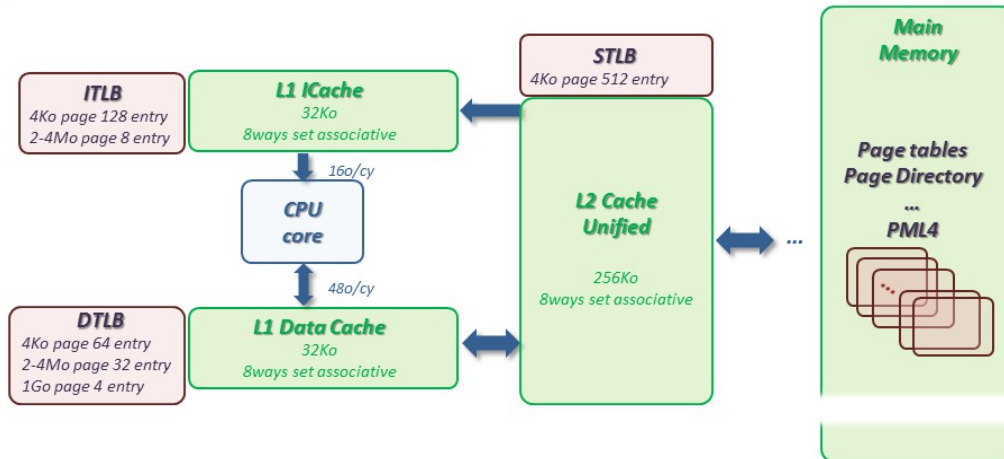 STLB
4Ko page 512 entry
Main
Memory
ITLB
4Ko page 128 entry
2-4Mo page 8 entry
L1 ICache
32Ko
8ways set associative
16o/cy
CPU
core
48o/cy
L2 Cache
Unified
256Ko
8ways set associative
...
Page tables
Page Directory
...
PML4
...
DTLB
4Ko page 64 entry
2-4Mo page 32 entry
1Go page 4 entry
L1 Data Cache
32Ko
8ways set associative